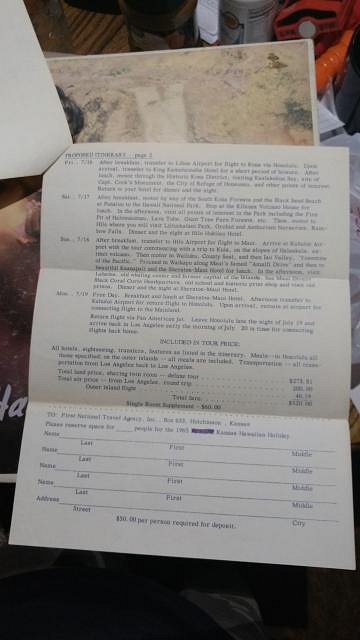 PROPOSED ITINERARY - page 2
Fri. 7/16 After breakfast, transfer to Lihue Airport for flight to Kona via Honolulu. Upon
arrival, transfer to King Kamehameha Hotel for a short period of leisure. After
lunch, motor through the historic Kona District, visiting Kealakekua Bay, site of
Capt. Cook's Monument, the City of Refuge at Honaunau, and other points of interest.
Return to your hotel for dinner and the night.
Sat. 7/17 After breakfast, motor by way of the South Kona Forests and the Black Sand Beach
at Punaluu to the Hawaii National Park. Stop at the Kilauea Volcano House for
lunch. In the afternoon, visit all points of interest in the Park including the Fire
Pit of Halemaumau, Lava Tube, Giant Tree Fern Forests, etc. Then, motor to
Hilo where you will visit Liliuokalani Park, Orchid and Anthurium Nurseries, Rain-
bow Falls. Dinner and the night at Hilo Hukilau Hotel.
Sun. 7/18 After breakfast, transfer to Hilo Airport for flight to Maui. Arrive at Kahului Air-
port with the tour commencing with a trip to Kula, on the slopes of Haleakala,
tinct volcano. Then motor to Wailuku, County Seat, and then Iao Valley, "Yosemite
of the Pacific." Proceed to Waikapu along Maui's famed "Amalfi Drive" and then to
beautiful Kaanapali and the Sheraton-Maui Hotel for lunch. In the afternoon, visit
Lahaina, old whaling center and former capital of the Islands.
Black Coral Curio Headquarters, old school and historic print shop and visit old
prison. Dinner and the night at Sheraton-Maui Hotel.
Mon. 7/19 Free Day. Breakfast and lunch at Sheraton-Maui Hotel. Afternoon transfer to
Kahului Airport for return flight to Honolulu. Upon arrival, remain at airport for
connecting flight to the Mainland.
Return flight via Pan American jet. Leave Honolulu late the night of July 19 and
arrive back in Los Angeles early the morning of July 20 in time for connecting
flights back home.
INCLUDED IN TOUR PRICE:
All hotels, sightseeing, transfers, features as listed in the itinerary. Meals - in Honolulu all
those specified, on the outer islands - all meals are included. Transportation - all trans-
portation from Los Angeles back to Los Angeles.
Total land price, sharing twin room - deluxe tour $273.81
Total air price - from Los Angeles, round trip 200.00
Outer island flight 46.19
Total fare $520.00
Single Room Supplement - $60.00
TO: First National Travel Agency, Inc., Box 653, Hutchinson, Kansas
Please reserve space for people for the 1965 Kansas Hawaiian Holiday
Name
Last First Middle
Name
Last First Middle
Name
Last First Middle
Name
Last First Middle
Address
Street City
$50.00 per person required for deposit.
Ha